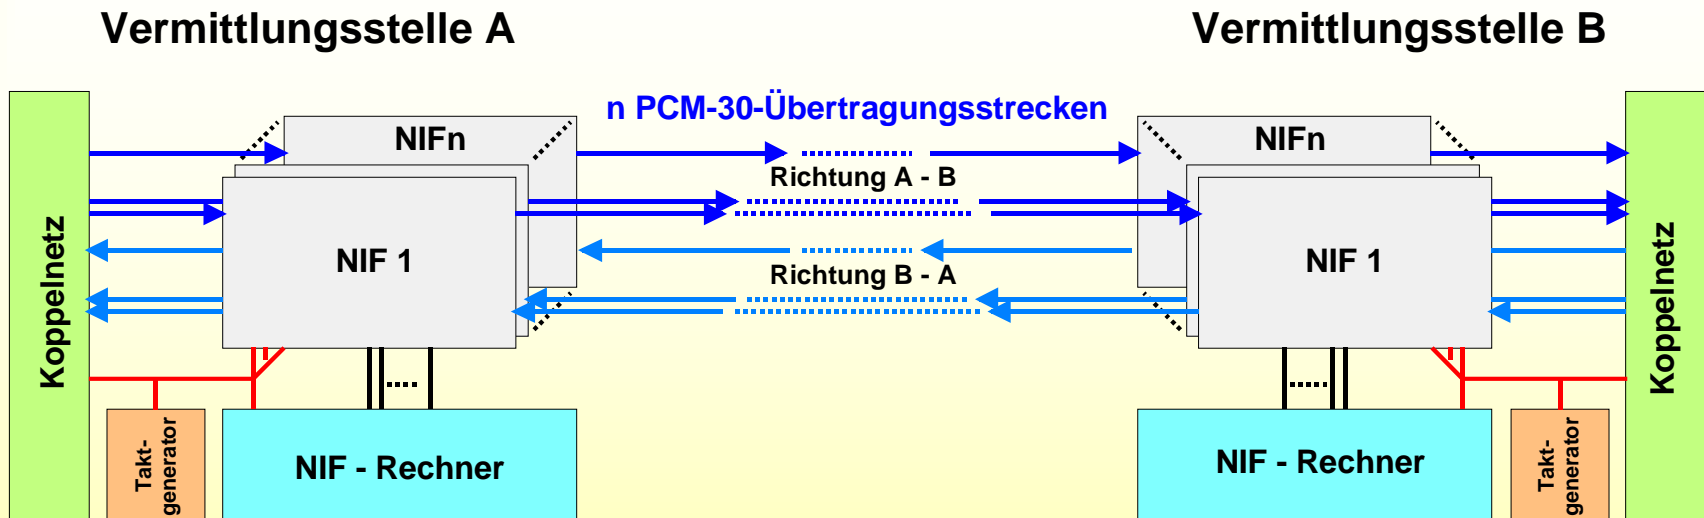 Vermittlungsstelle A
Vermittlungsstelle B
n PCM-30-Übertragungsstrecken
NIFn
NIFn
Richtung A - B
NIF 1
NIF 1
Richtung B - A
Koppelnetz
Koppelnetz
Takt-
generator
NIF - Rechner
NIF - Rechner
Takt-
generator